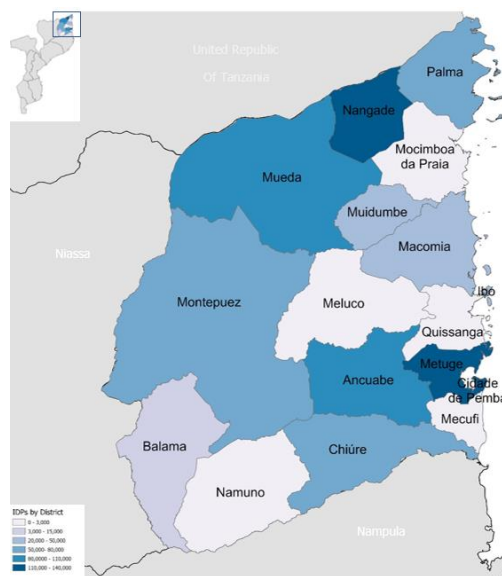 United Republic
Of Tanzania
Palma
Nangade
Mocimboa
da Praia
Mueda
Muidumbe
Macomia
Niassa
Ibo
Montepuez
Meluco
Quissanga
Metuge
Ancuabe
Cidade
de Pemba
Mecufi
Balama
Chiúre
Namuno
Nampula
IDPs by District
0 - 3,000
3,000 - 15,000
20,000 - 50,000
50,000 - 80,000
80,0000 - 110,000
110,000 - 140,000